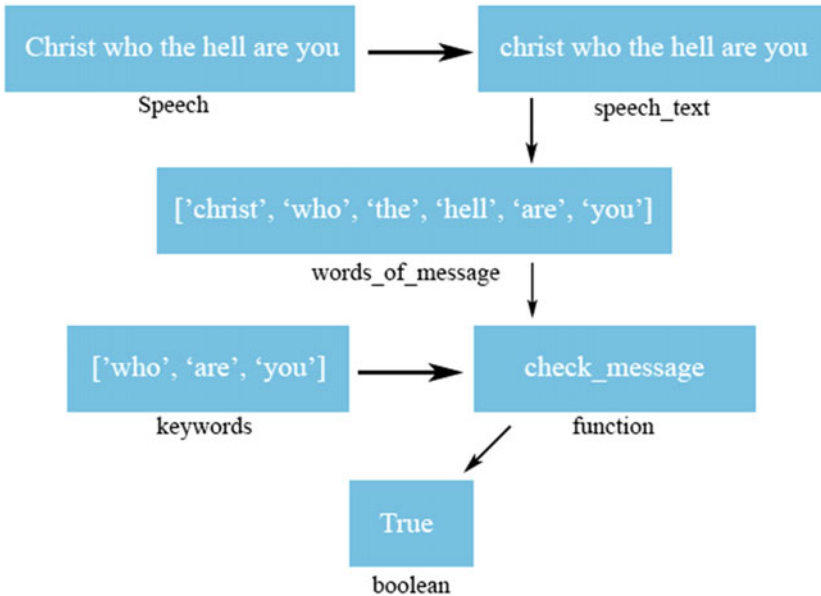 Christ who the hell are you
Speech
christ who the hell are you
speech_text
[’christ’, ‘who’, ‘the’, ‘hell’, ‘are’, ‘you’]
words_of_message
[’who’, ‘are’, ‘you’]
keywords
check_message
function
True
boolean